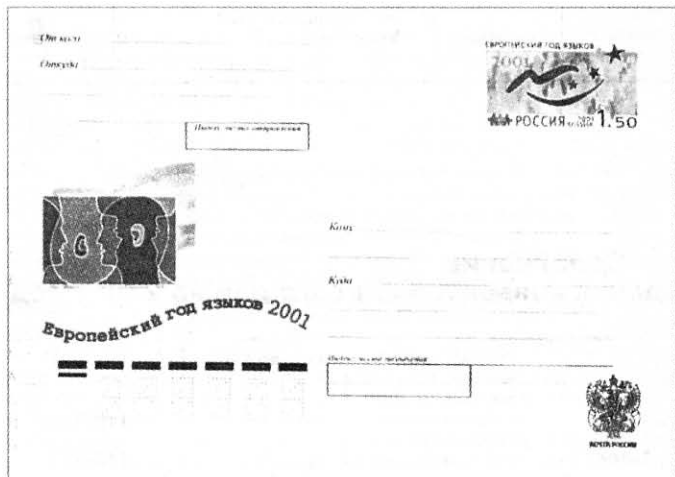 От кого
Откуда
ЕВРОПЕЙСКИЙ ГОД ЯЗЫКОВ
2001
РОССИЯ
1.50
Индекс места отправления
Кому
Куда
Европейский год языков 2001
Индекс места назначения
ПОЧТА РОССИИ